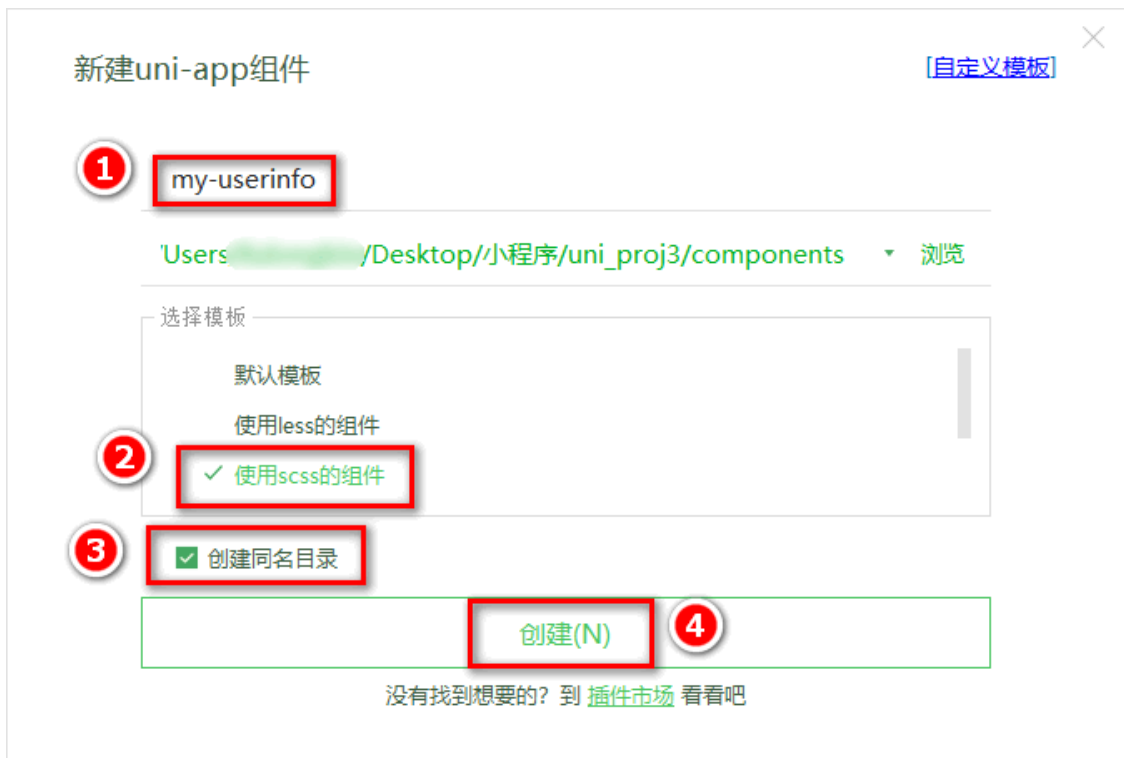 新建uni-app组件
[自定义模板]
1
my-userinfo
/Users /Desktop/小程序/uni_proj3/components
浏览
选择模板
默认模板
使用less的组件
2
使用scss的组件
3
创建同名目录
创建(N)
4
没有找到想要的？到 插件市场 看看吧